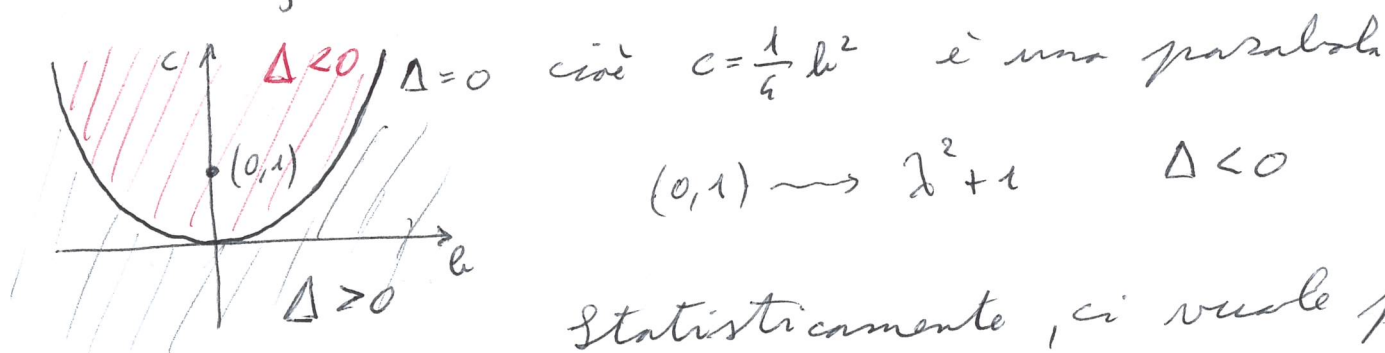 c Δ<0 Δ=0 cioè c=1/4 b² è una parabola
(0,1) (0,1) ⟿ λ²+1 Δ<0
b
Δ>0
Statisticamente, ci vuole